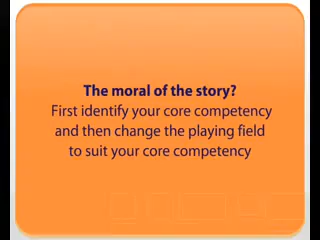 The moral of the story?
First identify your core competency
and then change the playing field
to suit your core competency